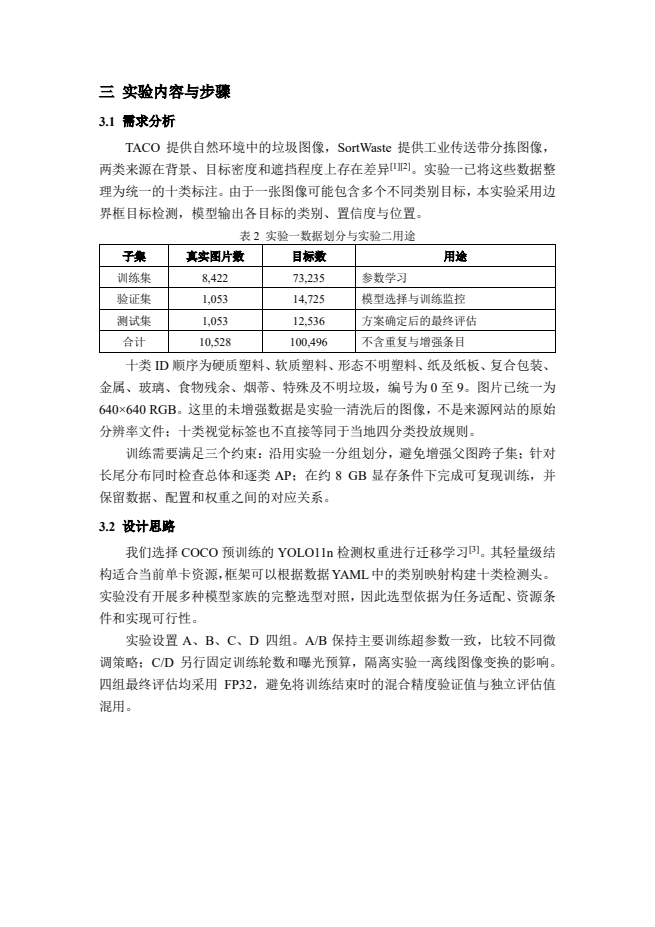 三 实验内容与步骤
3.1 需求分析
TACO 提供自然环境中的垃圾图像，SortWaste 提供工业传送带分拣图像，
两类来源在背景、目标密度和遮挡程度上存在差异[1][2]。实验一已将这些数据整
理为统一的十类标注。由于一张图像可能包含多个不同类别目标，本实验采用边
界框目标检测，模型输出各目标的类别、置信度与位置。
表 2 实验一数据划分与实验二用途
子集 真实图片数 目标数 用途
训练集 8,422 73,235 参数学习
验证集 1,053 14,725 模型选择与训练监控
测试集 1,053 12,536 方案确定后的最终评估
合计 10,528 100,496 不含重复与增强条目
十类 ID 顺序为硬质塑料、软质塑料、形态不明塑料、纸及纸板、复合包装、
金属、玻璃、食物残余、烟蒂、特殊及不明垃圾，编号为 0 至 9。图片已统一为
640×640 RGB。这里的未增强数据是实验一清洗后的图像，不是来源网站的原始
分辨率文件；十类视觉标签也不直接等同于当地四分类投放规则。
训练需要满足三个约束：沿用实验一分组划分，避免增强父图跨子集；针对
长尾分布同时检查总体和逐类 AP；在约 8 GB 显存条件下完成可复现训练，并
保留数据、配置和权重之间的对应关系。
3.2 设计思路
我们选择 COCO 预训练的 YOLO11n 检测权重进行迁移学习[3]。其轻量级结
构适合当前单卡资源，框架可以根据数据 YAML 中的类别映射构建十类检测头。
实验没有开展多种模型家族的完整选型对照，因此选型依据为任务适配、资源条
件和实现可行性。
实验设置 A、B、C、D 四组。A/B 保持主要训练超参数一致，比较不同微
调策略；C/D 另行固定训练轮数和曝光预算，隔离实验一离线图像变换的影响。
四组最终评估均采用 FP32，避免将训练结束时的混合精度验证值与独立评估值
混用。